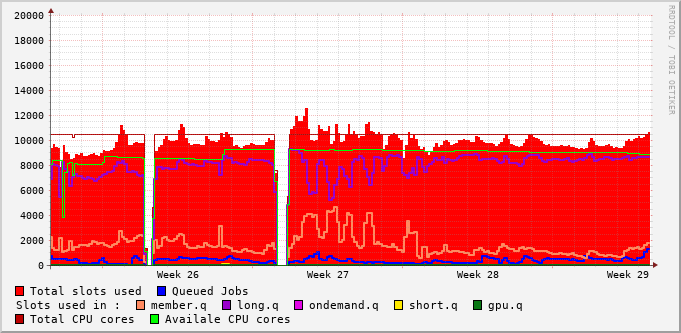 20000
18000
16000
14000
12000
10000
8000
6000
4000
2000
0
Week 26 Week 27 Week 28 Week 29
RRDTOOL / TOBI OETIKER
Total slots used Queued Jobs
Slots used in : member.q long.q ondemand.q short.q gpu.q
Total CPU cores Availale CPU cores